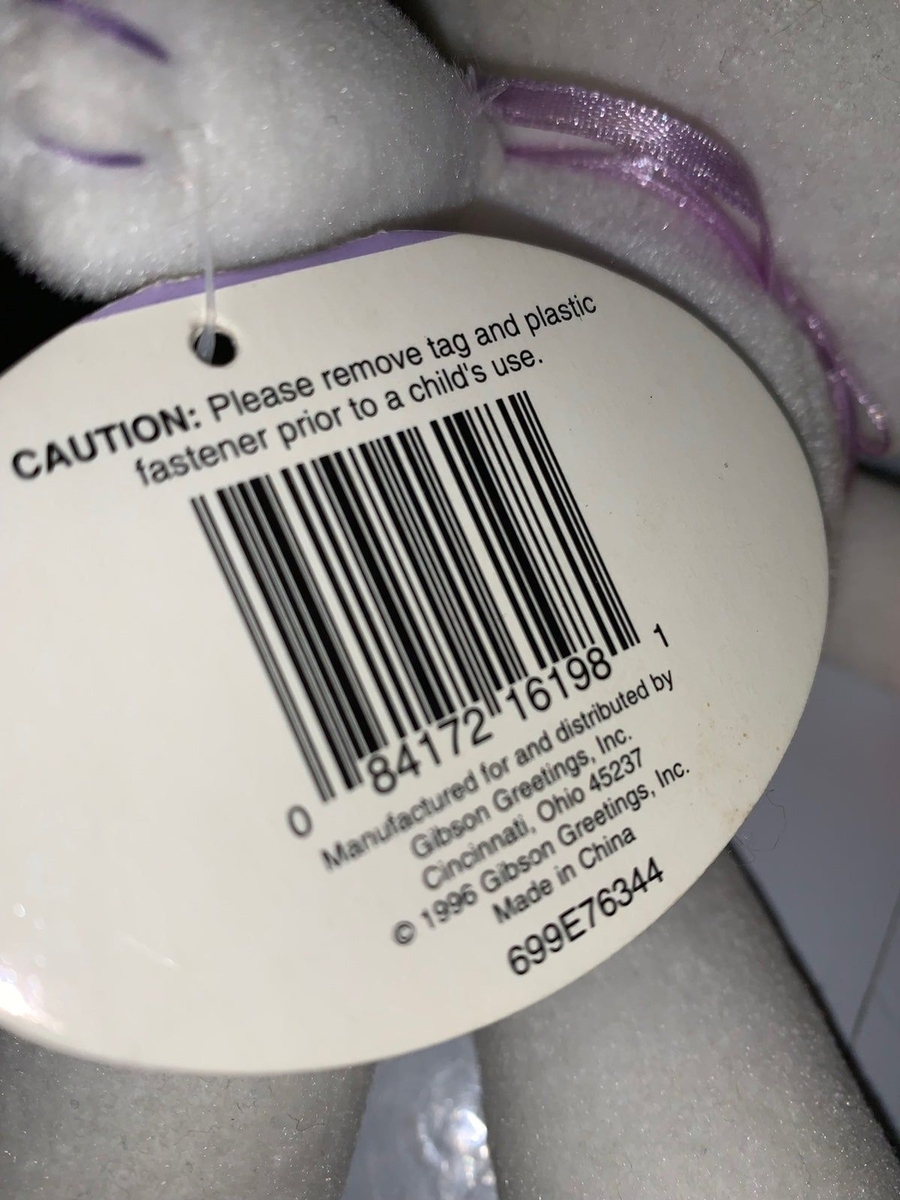 CAUTION: Please remove tag and plastic
fastener prior to a child's use.
0 84172 16198 1
Manufactured for and distributed by
Gibson Greetings, Inc.
Cincinnati, Ohio 45237
© 1996 Gibson Greetings, Inc.
Made in China
699E76344